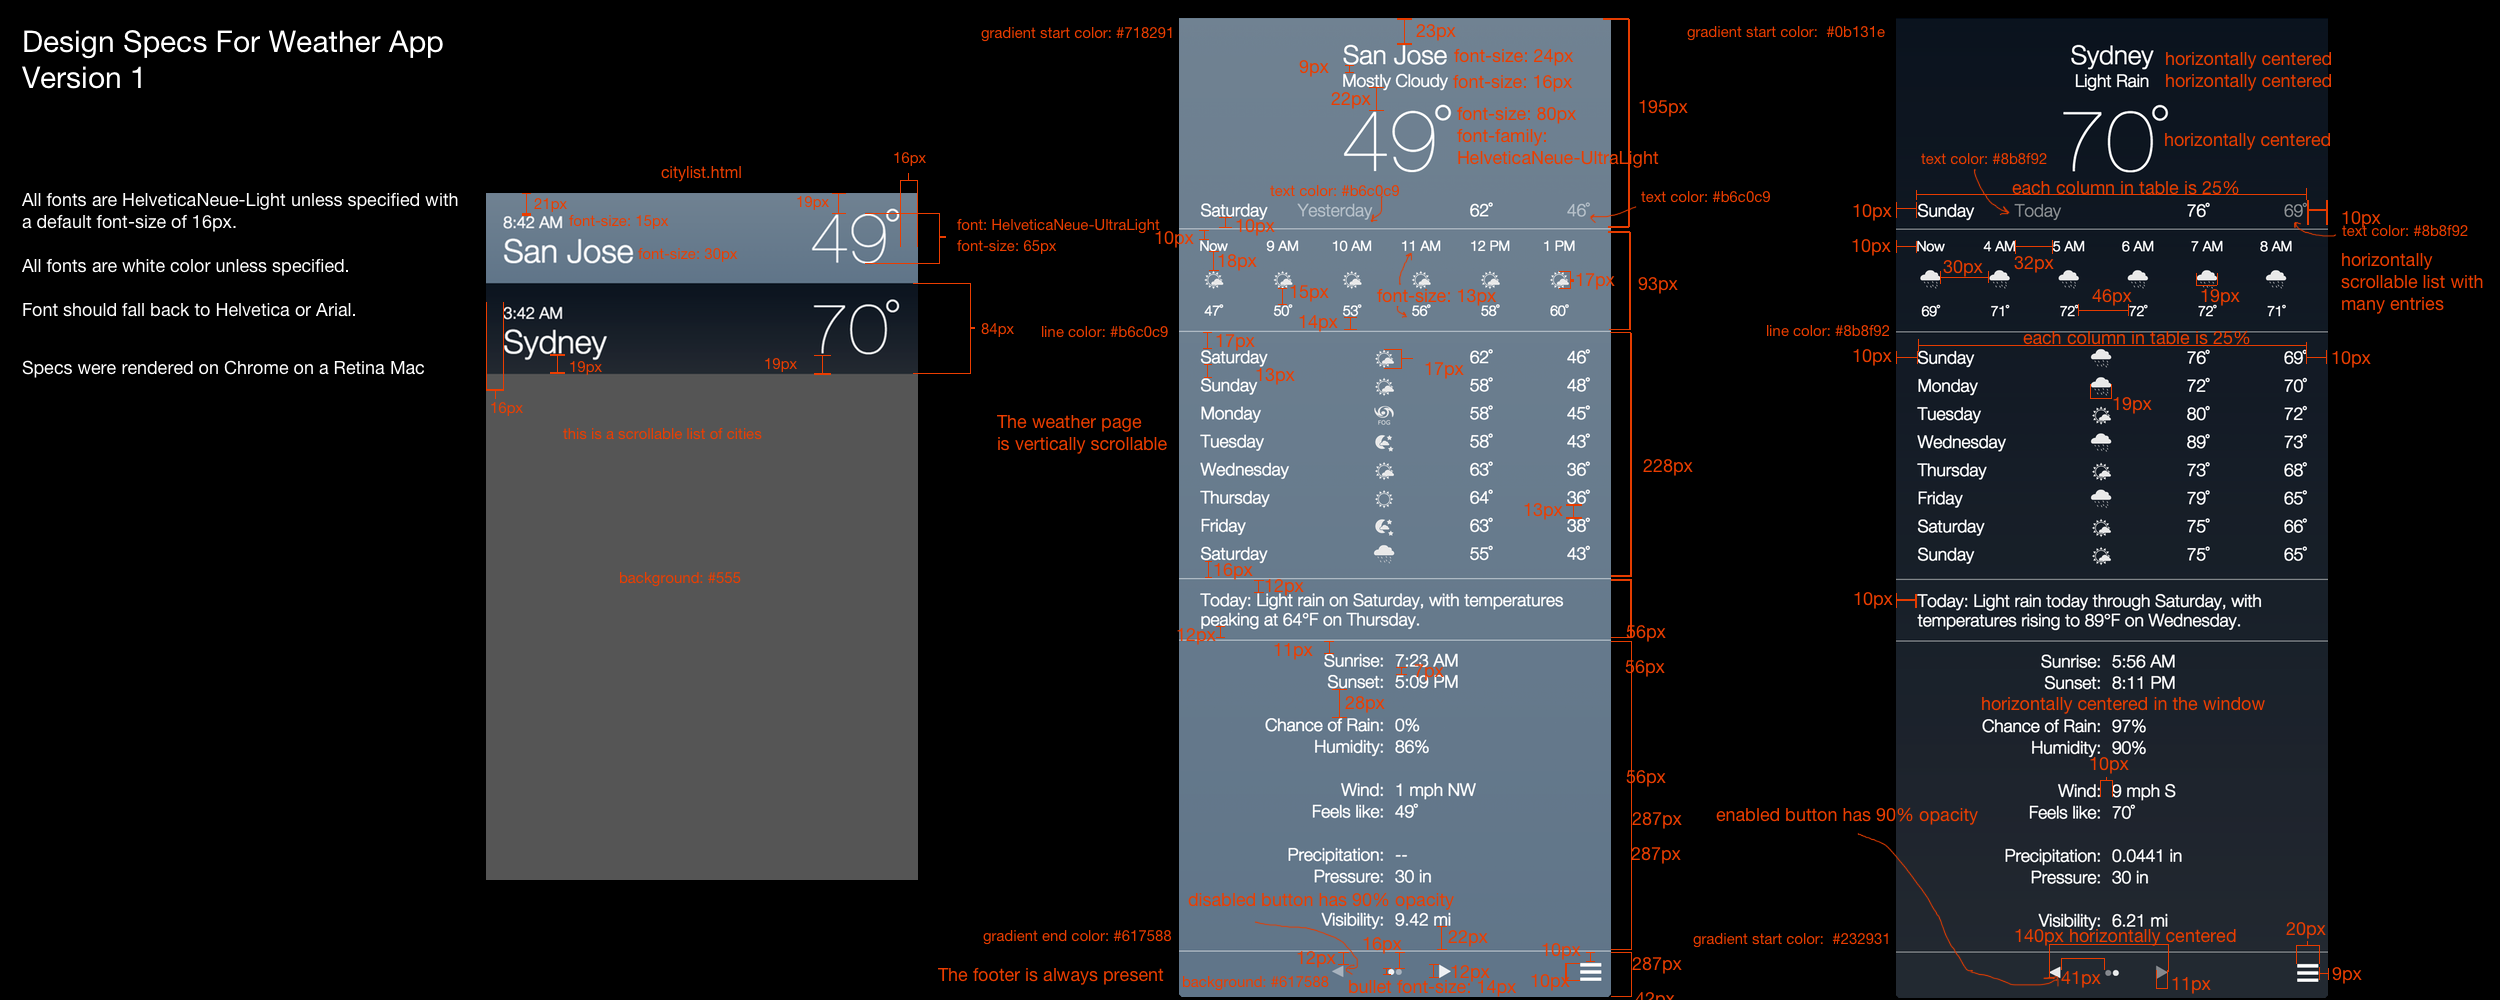 Design Specs For Weather App
Version 1
All fonts are HelveticaNeue-Light unless specified with
a default font-size of 16px.
All fonts are white color unless specified.
Font should fall back to Helvetica or Arial.
Specs were rendered on Chrome on a Retina Mac
citylist.html
16px
21px
19px
8:42 AM font-size: 15px
49°
San Jose font-size: 30px
font: HelveticaNeue-UltraLight
font-size: 65px
3:42 AM
70°
Sydney
84px
19px
19px
16px
this is a scrollable list of cities
background: #555
gradient start color: #718291
23px
San Jose font-size: 24px
9px
Mostly Cloudy font-size: 16px
22px
195px
49°
font-size: 80px
font-family:
HelveticaNeue-UltraLight
text color: #b6c0c9
text color: #b6c0c9
Saturday Yesterday 62° 46°
10px
10px
Now 9 AM 10 AM 11 AM 12 PM 1 PM
18px
17px
93px
15px
font-size: 13px
47° 50° 53° 56° 58° 60°
14px
line color: #b6c0c9
17px
Saturday 62° 46°
17px
13px
Sunday 58° 48°
Monday FOG 58° 45°
The weather page
is vertically scrollable
Tuesday 58° 43°
228px
Wednesday 63° 36°
Thursday 64° 36°
13px
Friday 63° 38°
Saturday 55° 43°
16px
12px
Today: Light rain on Saturday, with temperatures
peaking at 64°F on Thursday.
12px
56px
11px
56px
Sunrise: 7:23 AM
Sunset: 5:09 PM
28px
Chance of Rain: 0%
Humidity: 86%
56px
Wind: 1 mph NW
Feels like: 49°
287px
Precipitation: --
287px
Pressure: 30 in
disabled button has 90% opacity
Visibility: 9.42 mi
gradient end color: #617588
16px
22px
10px
12px
12px
287px
The footer is always present
background: #617588
bullet font-size: 14px
10px
42px
gradient start color: #0b131e
Sydney horizontally centered
Light Rain horizontally centered
70° horizontally centered
text color: #8b8f92
each column in table is 25%
10px
Sunday Today 76° 69°
10px
text color: #8b8f92
10px
Now 4 AM 5 AM 6 AM 7 AM 8 AM
30px
32px
horizontally
scrollable list with
many entries
46px
19px
69° 71° 72° 72° 72° 71°
line color: #8b8f92
each column in table is 25%
10px
Sunday 76° 69°
10px
Monday 72° 70°
19px
Tuesday 80° 72°
Wednesday 89° 73°
Thursday 73° 68°
Friday 79° 65°
Saturday 75° 66°
Sunday 75° 65°
10px
Today: Light rain today through Saturday, with
temperatures rising to 89°F on Wednesday.
Sunrise: 5:56 AM
Sunset: 8:11 PM
horizontally centered in the window
Chance of Rain: 97%
Humidity: 90%
10px
Wind: 9 mph S
Feels like: 70°
enabled button has 90% opacity
Precipitation: 0.0441 in
Pressure: 30 in
Visibility: 6.21 mi
140px horizontally centered
20px
gradient start color: #232931
41px
11px
9px